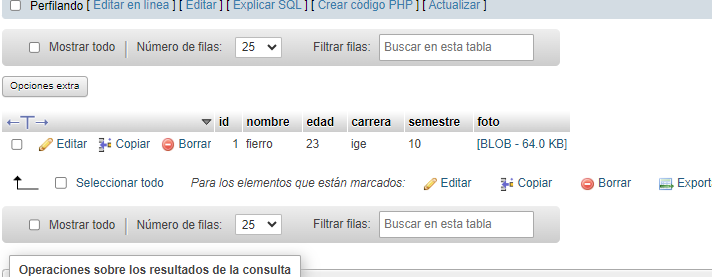 Perfilando [ Editar en línea ] [ Editar ] [ Explicar SQL ] [ Crear código PHP ] [ Actualizar ]
Mostrar todo | Número de filas: 25 Filtrar filas: Buscar en esta tabla
Opciones extra
←T→ id nombre edad carrera semestre foto
Editar Copiar Borrar 1 fierro 23 ige 10 [BLOB - 64.0 KB]
Seleccionar todo Para los elementos que están marcados: Editar Copiar Borrar Export
Mostrar todo | Número de filas: 25 Filtrar filas: Buscar en esta tabla
Operaciones sobre los resultados de la consulta